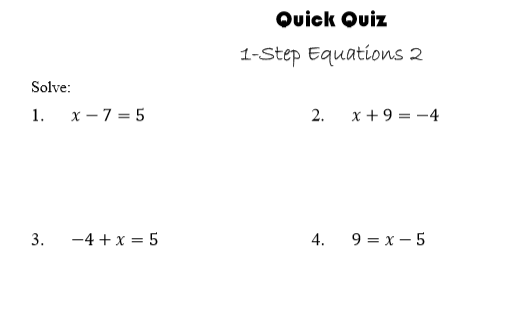 Quick Quiz
1-Step Equations 2
Solve:
1. x − 7 = 5 2. x + 9 = −4
3. −4 + x = 5 4. 9 = x − 5